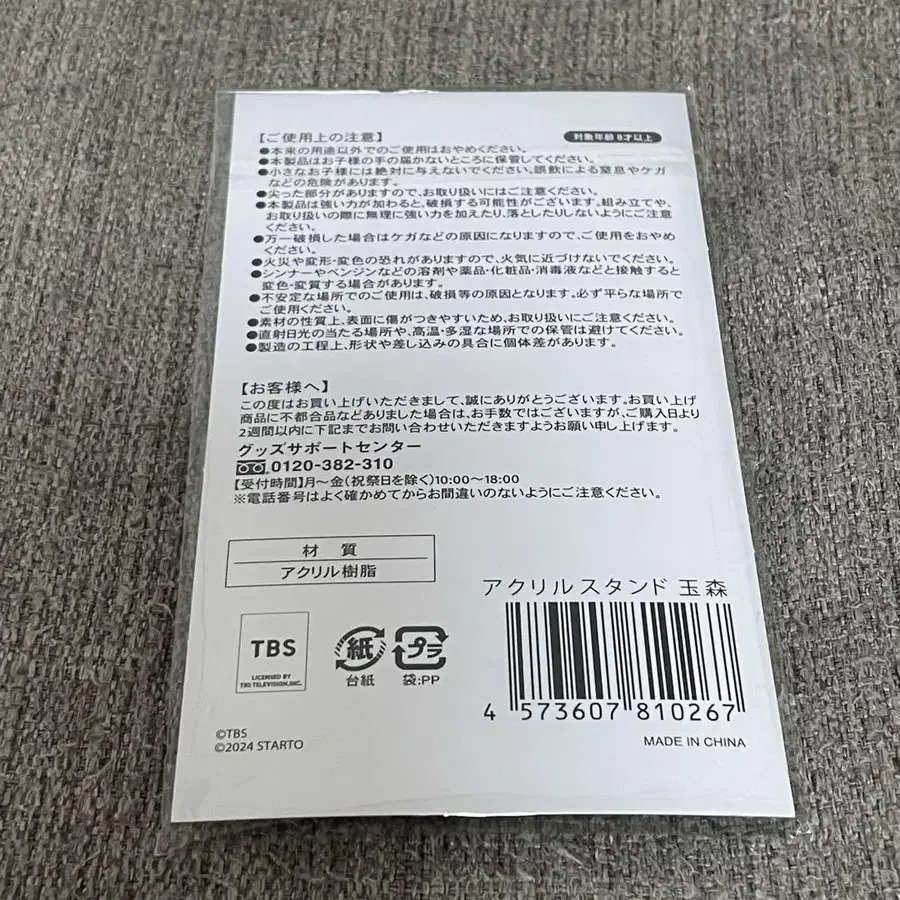 【ご使用上の注意】
対象年齢 8才以上
●本来の用途以外でのご使用はおやめください。
●本製品はお子様の手の届かないところに保管してください。
●小さなお子様には絶対に与えないでください。誤飲による窒息やケガ
などの危険があります。
●尖った部分がありますので、お取り扱いにはご注意ください。
●本製品は強い力が加わると、破損する可能性がございます。組み立てや、
お取り扱いの際に無理に強い力を加えたり、落としたりしないようにご注意
ください。
●万一破損した場合はケガなどの原因になりますので、ご使用をおやめ
ください。
●火災や変形・変色の恐れがありますので、火気に近づけないでください。
●シンナーやベンジンなどの溶剤や薬品・化粧品・消毒液などと接触すると
変色・変質する場合があります。
●不安定な場所でのご使用は、破損等の原因となります。必ず平らな場所で
ご使用ください。
●素材の性質上、表面に傷がつきやすいため、お取り扱いにご注意ください。
●直射日光の当たる場所や、高温・多湿な場所での保管は避けてください。
●製造の工程上、形状や差し込みの具合に個体差があります。
【お客様へ】
この度はお買い上げいただきまして、誠にありがとうございます。お買い上げ
商品に不都合品などありました場合は、お手数ではございますが、ご購入日より
2週間以内に下記までお問い合わせいただきますようお願い申し上げます。
グッズサポートセンター
0120-382-310
【受付時間】月〜金(祝祭日を除く)10:00〜18:00
※電話番号はよく確かめてからお間違いのないようにご注意ください。
材 質
アクリル樹脂
アクリルスタンド 玉森
TBS
LICENSED BY
TBS TELEVISION, INC.
紙
台紙
プラ
袋:PP
4 573607 810267
©TBS
©2024 STARTO
MADE IN CHINA